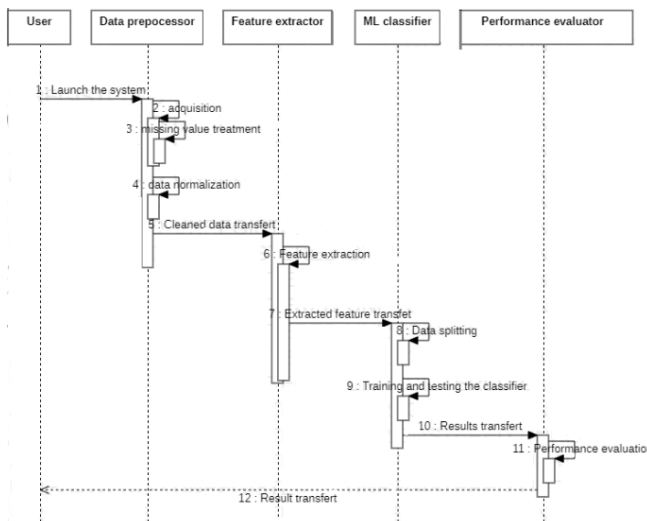 User
Data prepocessor
Feature extractor
ML classifier
Performance evaluator
1 : Launch the system
2 : acquisition
3 : missing value treatment
4 : data normalization
5 : Cleaned data transfert
6 : Feature extraction
7 : Extracted feature transfet
8 : Data splitting
9 : Training and testing the classifier
10 : Results transfert
11 : Performance evaluatio
12 : Result transfert